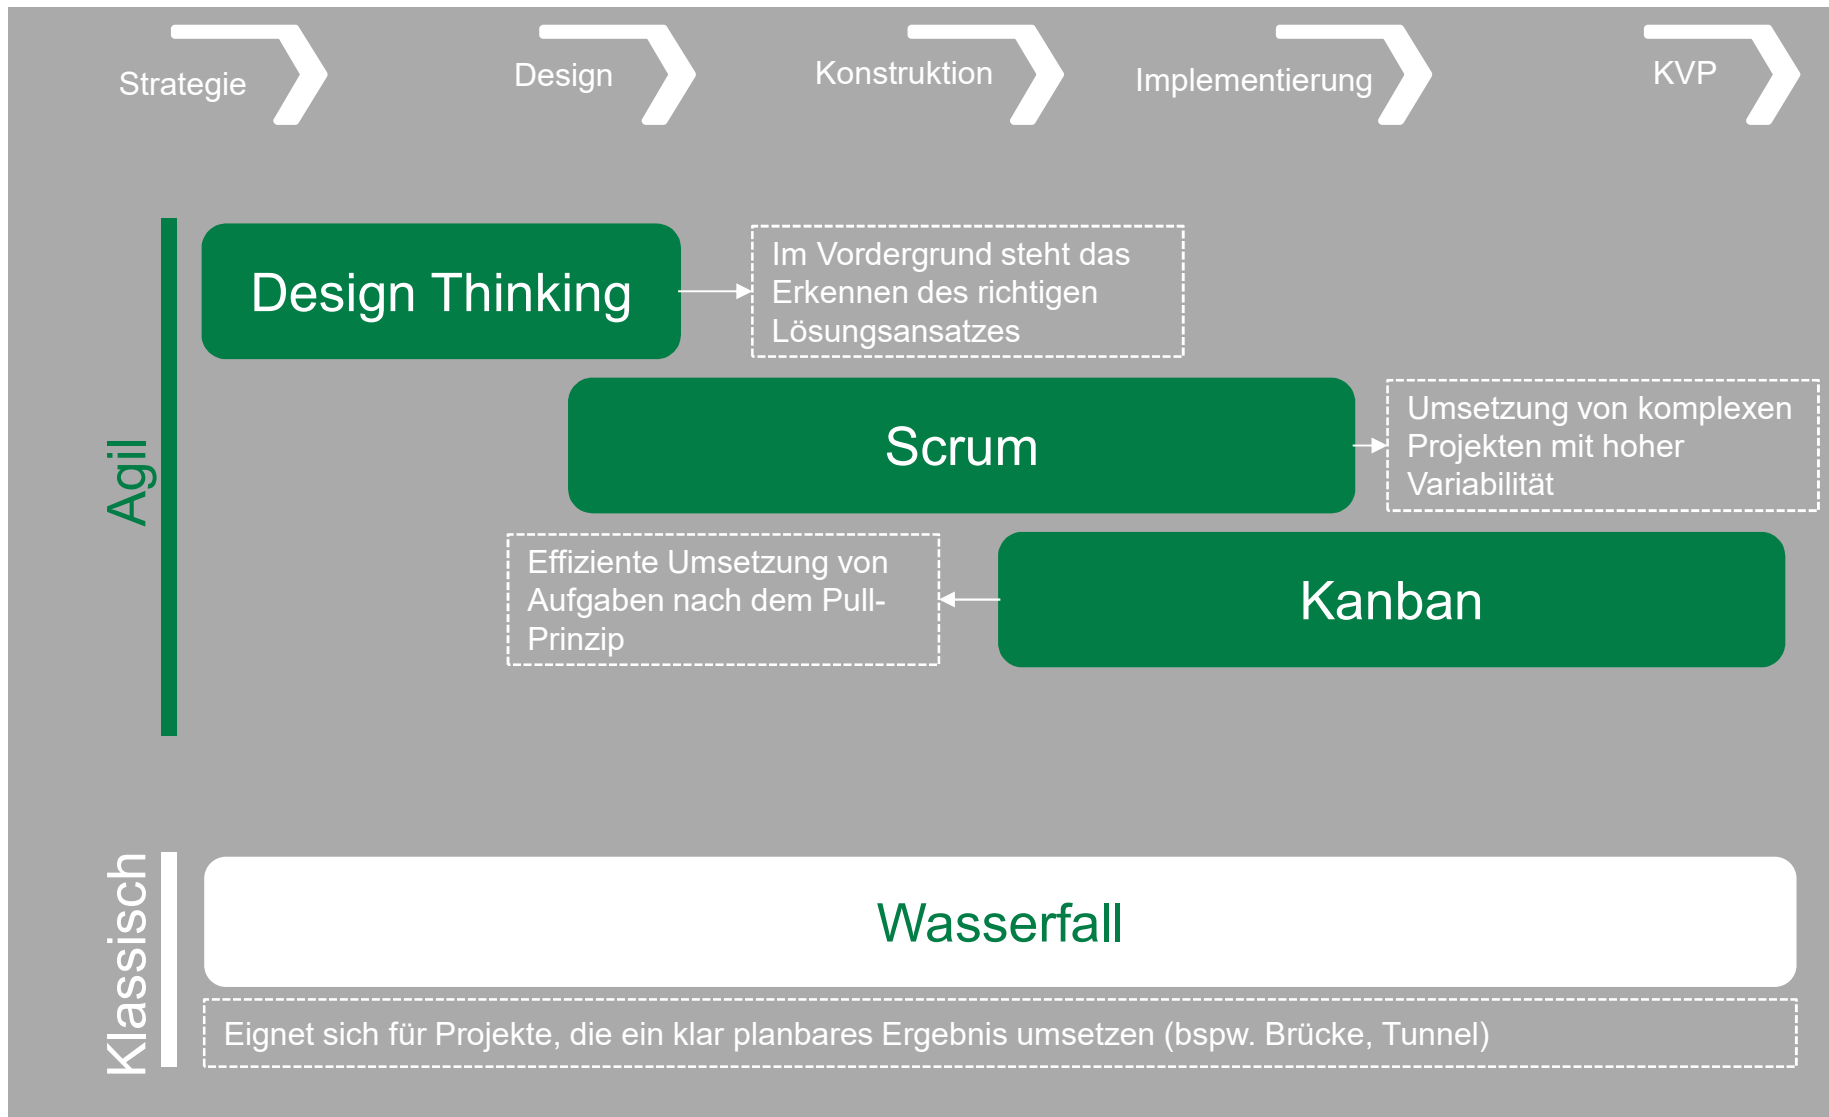 Strategie
Design
Konstruktion
Implementierung
KVP
Agil
Design Thinking
Im Vordergrund steht das
Erkennen des richtigen
Lösungsansatzes
Scrum
Umsetzung von komplexen
Projekten mit hoher
Variabilität
Effiziente Umsetzung von
Aufgaben nach dem Pull-
Prinzip
Kanban
Klassisch
Wasserfall
Eignet sich für Projekte, die ein klar planbares Ergebnis umsetzen (bspw. Brücke, Tunnel)